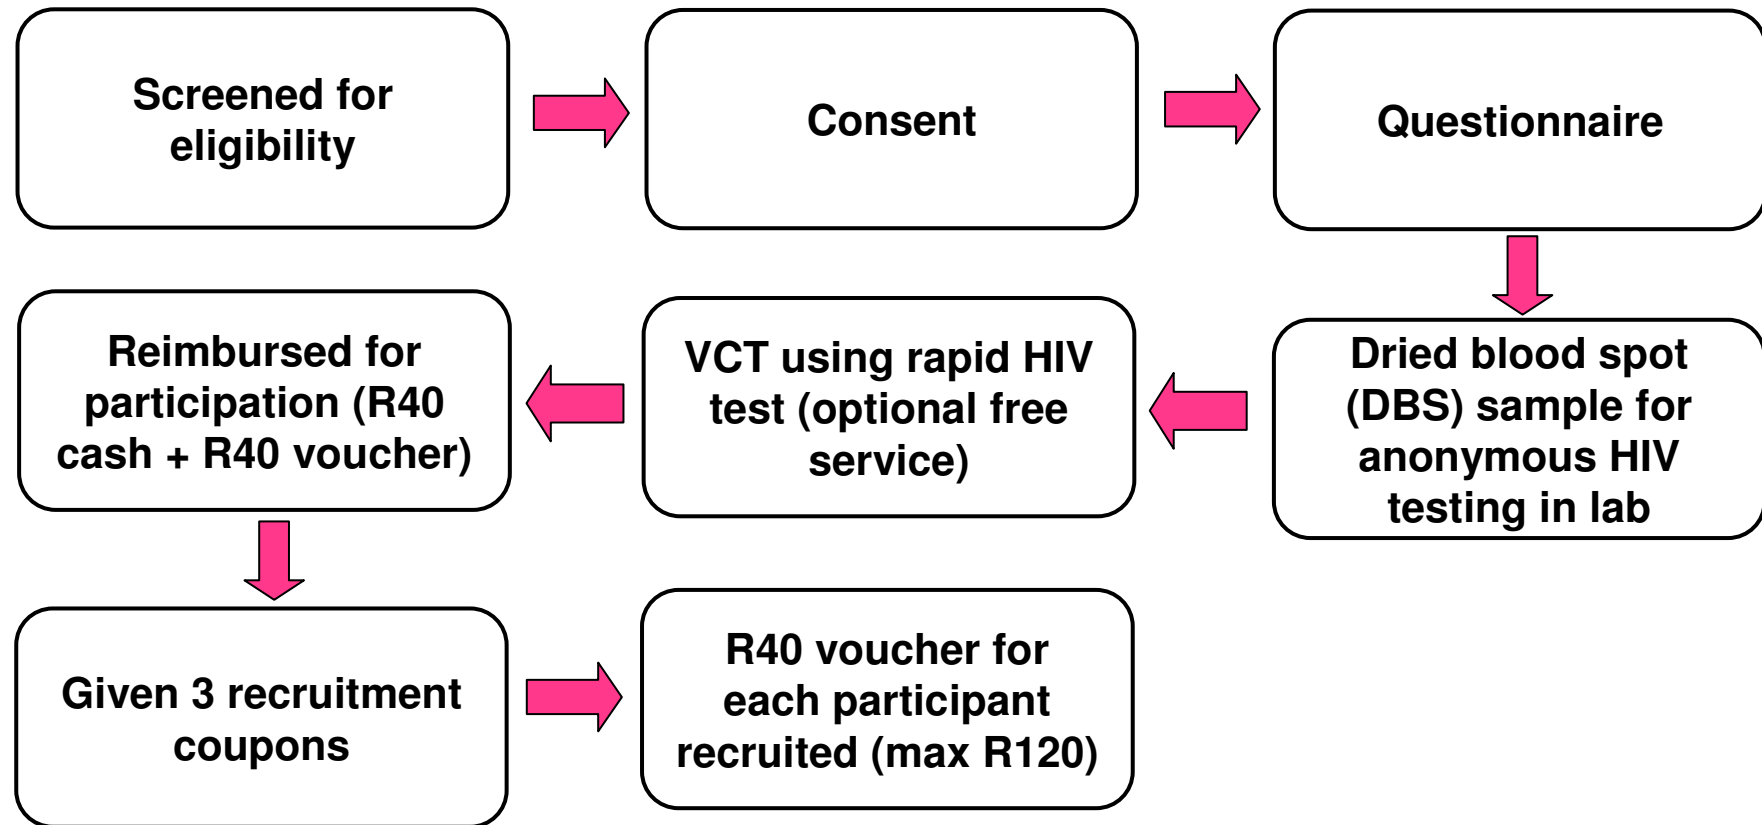 Screened for
eligibility
Consent
Questionnaire
Dried blood spot
(DBS) sample for
anonymous HIV
testing in lab
VCT using rapid HIV
test (optional free
service)
Reimbursed for
participation (R40
cash + R40 voucher)
Given 3 recruitment
coupons
R40 voucher for
each participant
recruited (max R120)